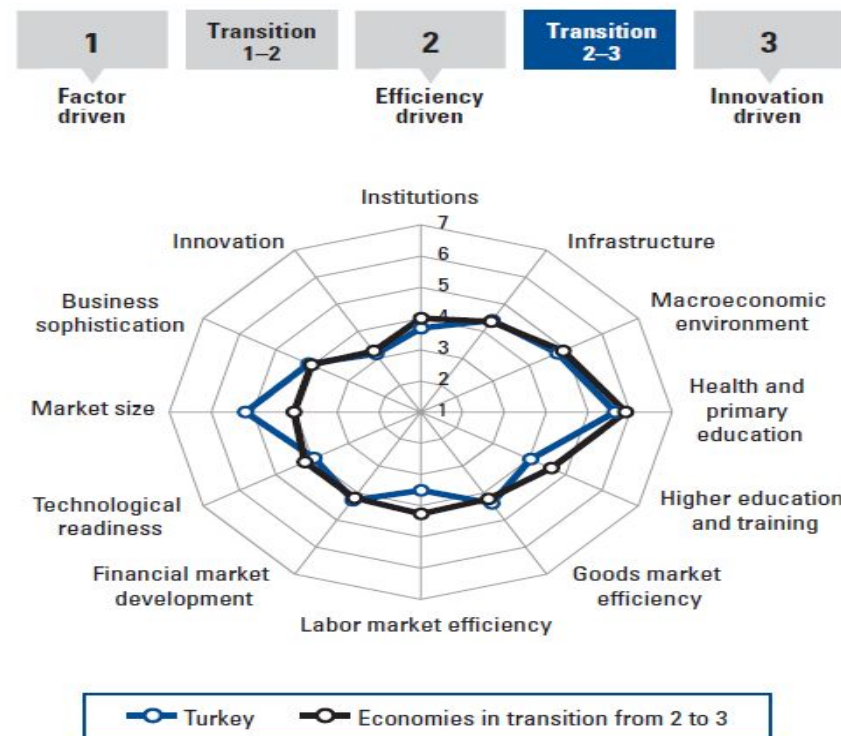 1
Transition
1–2
2
Transition
2–3
3
Factor
driven
Efficiency
driven
Innovation
driven
Institutions
7
Innovation
Infrastructure
6
Business
sophistication
5
Macroeconomic
environment
4
3
Market size
2
Health and
primary
education
1
Technological
readiness
Higher education
and training
Financial market
development
Goods market
efficiency
Labor market efficiency
Turkey
Economies in transition from 2 to 3